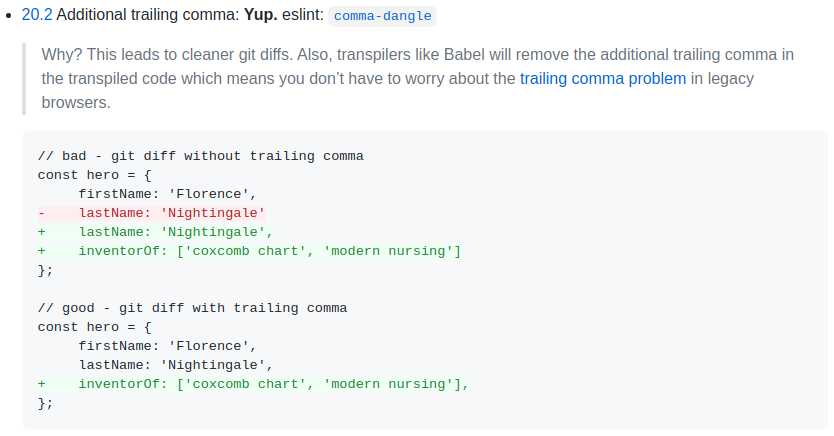 • 20.2 Additional trailing comma: Yup. eslint: comma-dangle
Why? This leads to cleaner git diffs. Also, transpilers like Babel will remove the additional trailing comma in
the transpiled code which means you don’t have to worry about the trailing comma problem in legacy
browsers.
// bad - git diff without trailing comma
const hero = {
     firstName: 'Florence',
-    lastName: 'Nightingale'
+    lastName: 'Nightingale',
+    inventorOf: ['coxcomb chart', 'modern nursing']
};
// good - git diff with trailing comma
const hero = {
     firstName: 'Florence',
     lastName: 'Nightingale',
+    inventorOf: ['coxcomb chart', 'modern nursing'],
};